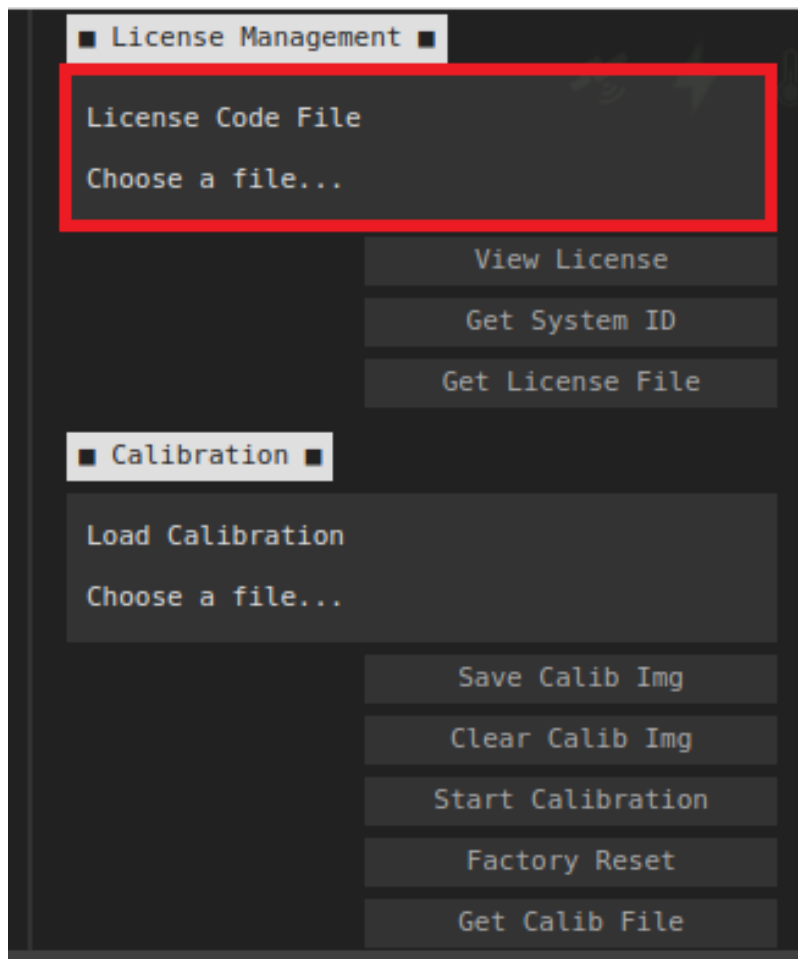 ■ License Management ■
License Code File
Choose a file...
View License
Get System ID
Get License File
■ Calibration ■
Load Calibration
Choose a file...
Save Calib Img
Clear Calib Img
Start Calibration
Factory Reset
Get Calib File